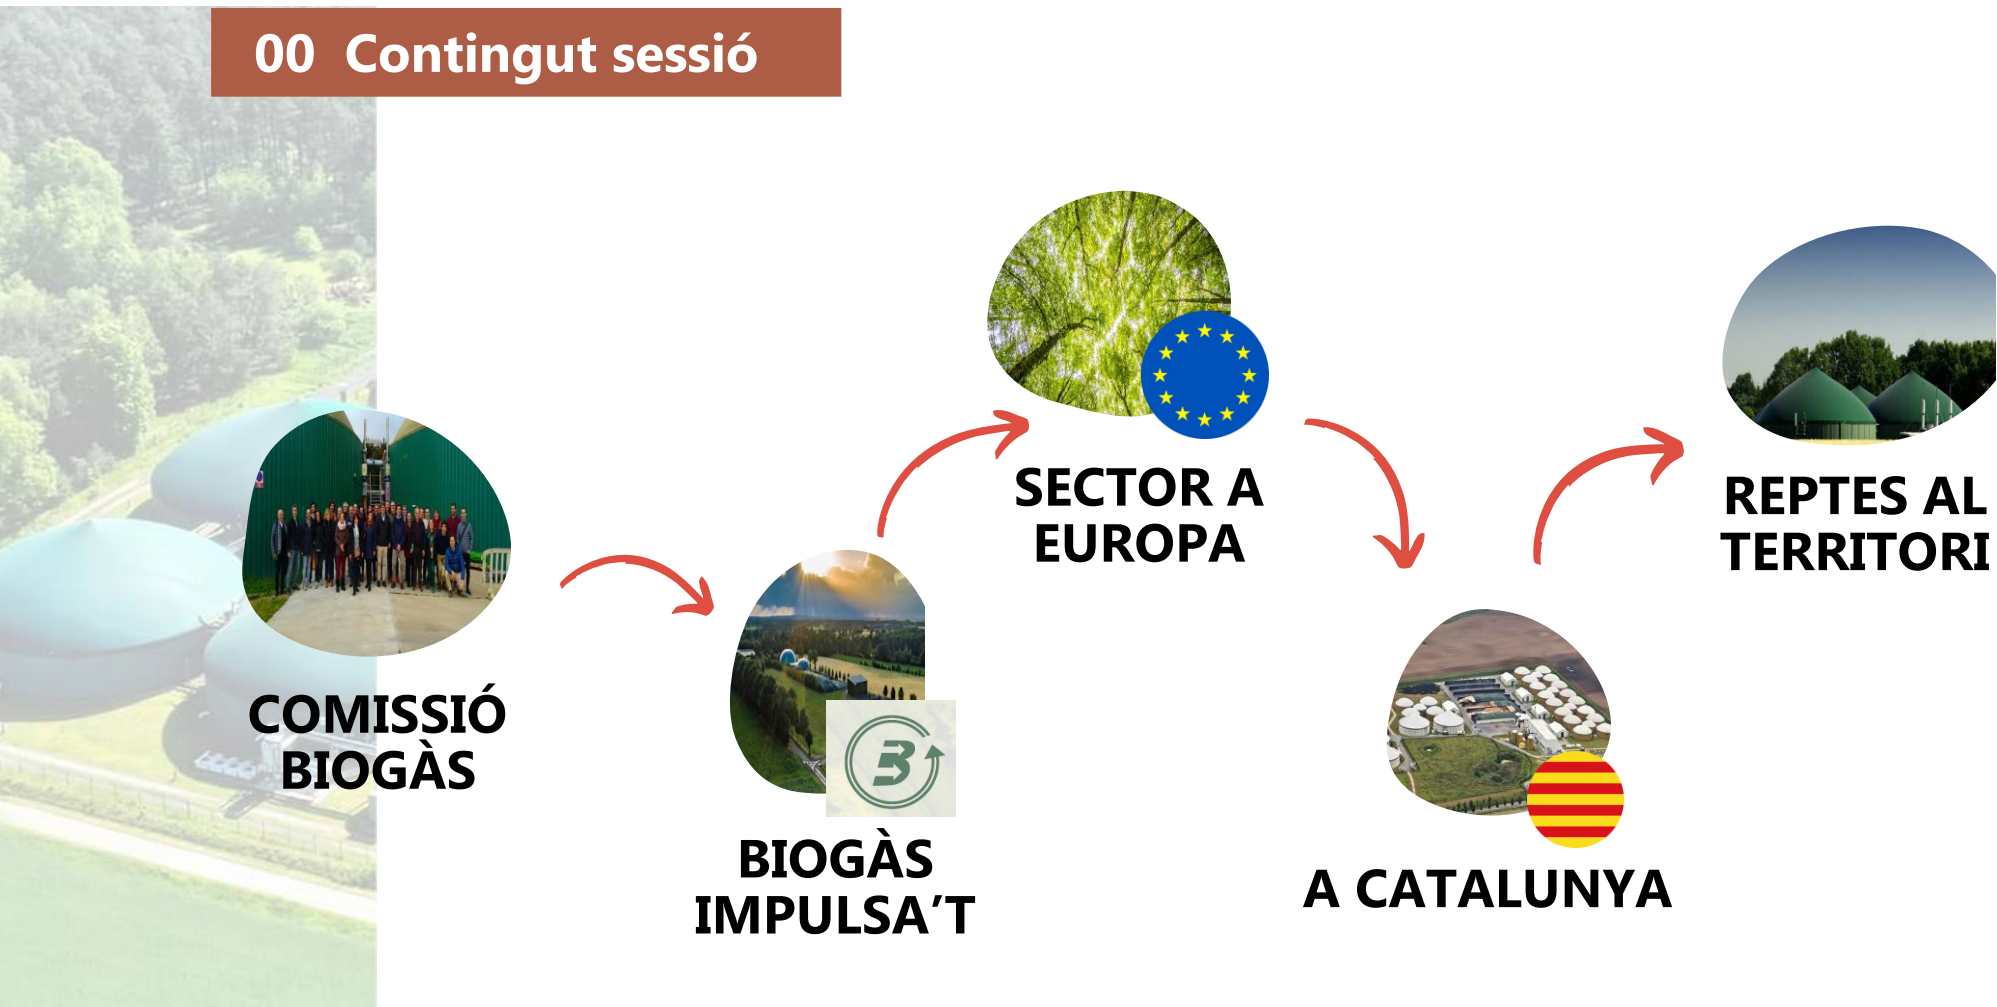 00 Contingut sessió
COMISSIÓ
BIOGÀS
BIOGÀS
IMPULSA’T
SECTOR A
EUROPA
A CATALUNYA
REPTES AL
TERRITORI